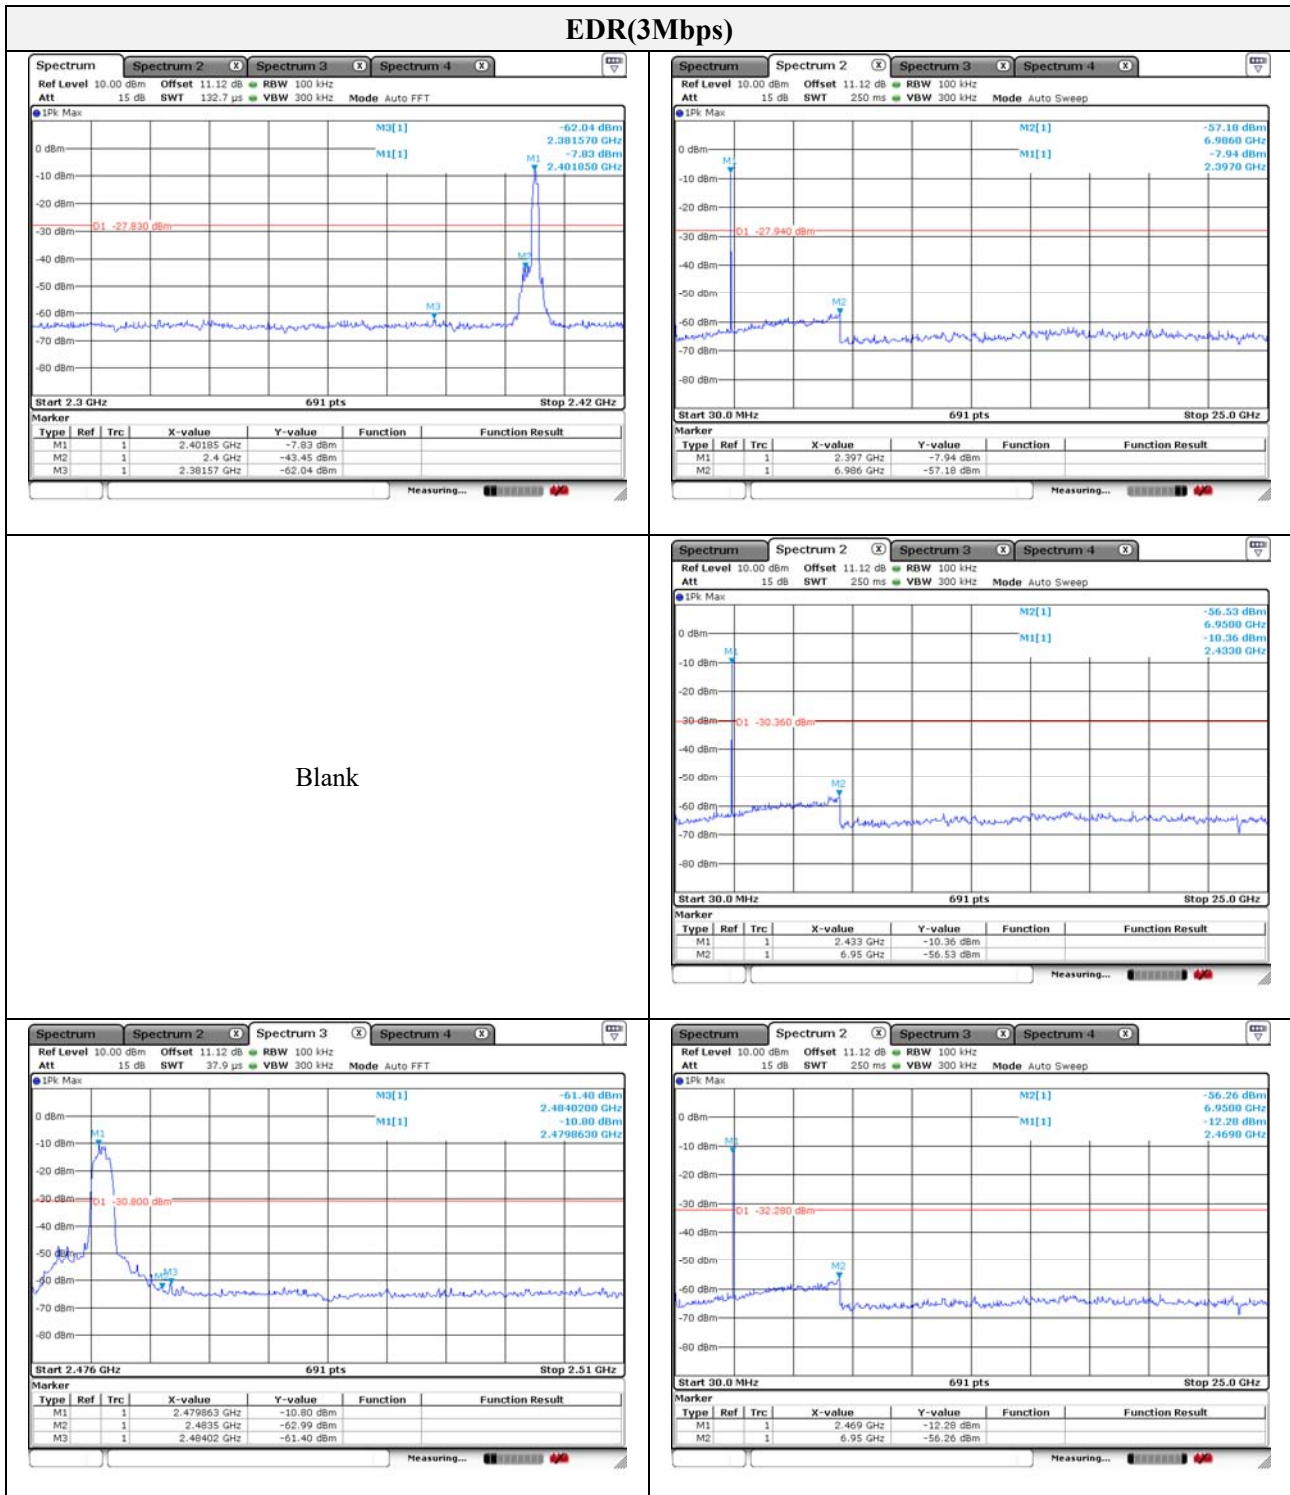 EDR(3Mbps)
Spectrum Spectrum 2 X Spectrum 3 X Spectrum 4 X
Ref Level 10.00 dBm Offset 11.12 dB RBW 100 kHz
Att 15 dB SWT 132.7 µs VBW 300 kHz Mode Auto FFT
1Pk Max
M3[1] -62.04 dBm
2.381570 GHz
0 dBm
M1[1] -7.83 dBm
M1 2.401850 GHz
-10 dBm
-20 dBm
D1 -27.830 dBm
-30 dBm
-40 dBm
M2
-50 dBm
-60 dBm
M3
-70 dBm
-80 dBm
Start 2.3 GHz 691 pts Stop 2.42 GHz
Marker
Type Ref Trc X-value Y-value Function Function Result
M1 M1 1 2.40185 GHz -7.83 dBm
M2 1 2.4 GHz -43.45 dBm
M3 1 2.38157 GHz -62.04 dBm
Measuring...
Spectrum Spectrum 2 X Spectrum 3 X Spectrum 4 X
Ref Level 10.00 dBm Offset 11.12 dB RBW 100 kHz
Att 15 dB SWT 250 ms VBW 300 kHz Mode Auto Sweep
1Pk Max
M2[1] -57.18 dBm
6.9860 GHz
0 dBm
M1[1] -7.94 dBm
M1 2.3970 GHz
-10 dBm
-20 dBm
D1 -27.940 dBm
-30 dBm
-40 dBm
-50 dBm
M2
-60 dBm
-70 dBm
-80 dBm
Start 30.0 MHz 691 pts Stop 25.0 GHz
Marker
Type Ref Trc X-value Y-value Function Function Result
M1 1 2.397 GHz -7.94 dBm
M2 1 6.986 GHz -57.18 dBm
Measuring...
Blank
Spectrum Spectrum 2 X Spectrum 3 X Spectrum 4 X
Ref Level 10.00 dBm Offset 11.12 dB RBW 100 kHz
Att 15 dB SWT 250 ms VBW 300 kHz Mode Auto Sweep
1Pk Max
M2[1] -56.53 dBm
6.9500 GHz
0 dBm
M1[1] -10.36 dBm
M1 2.4330 GHz
-10 dBm
-20 dBm
-30 dBm D1 -30.360 dBm
-40 dBm
-50 dBm
M2
-60 dBm
-70 dBm
-80 dBm
Start 30.0 MHz 691 pts Stop 25.0 GHz
Marker
Type Ref Trc X-value Y-value Function Function Result
M1 1 2.433 GHz -10.36 dBm
M2 1 6.95 GHz -56.53 dBm
Measuring...
Spectrum Spectrum 2 X Spectrum 3 X Spectrum 4 X
Ref Level 10.00 dBm Offset 11.12 dB RBW 100 kHz
Att 15 dB SWT 37.9 µs VBW 300 kHz Mode Auto FFT
1Pk Max
M3[1] -61.40 dBm
2.4840200 GHz
0 dBm
M1[1] -10.80 dBm
M1 2.4798630 GHz
-10 dBm
-20 dBm
-30 dBm D1 -30.800 dBm
-40 dBm
-50 dBm
M2 M3
-60 dBm
-70 dBm
-80 dBm
Start 2.476 GHz 691 pts Stop 2.51 GHz
Marker
Type Ref Trc X-value Y-value Function Function Result
M1 1 2.479863 GHz -10.80 dBm
M2 1 2.4835 GHz -62.99 dBm
M3 1 2.48402 GHz -61.40 dBm
Measuring...
Spectrum Spectrum 2 X Spectrum 3 X Spectrum 4 X
Ref Level 10.00 dBm Offset 11.12 dB RBW 100 kHz
Att 15 dB SWT 250 ms VBW 300 kHz Mode Auto Sweep
1Pk Max
M2[1] -56.26 dBm
6.9500 GHz
0 dBm
M1[1] -12.28 dBm
M1 2.4690 GHz
-10 dBm
-20 dBm
-30 dBm
D1 -32.280 dBm
-40 dBm
-50 dBm
M2
-60 dBm
-70 dBm
-80 dBm
Start 30.0 MHz 691 pts Stop 25.0 GHz
Marker
Type Ref Trc X-value Y-value Function Function Result
M1 1 2.469 GHz -12.28 dBm
M2 1 6.95 GHz -56.26 dBm
Measuring...